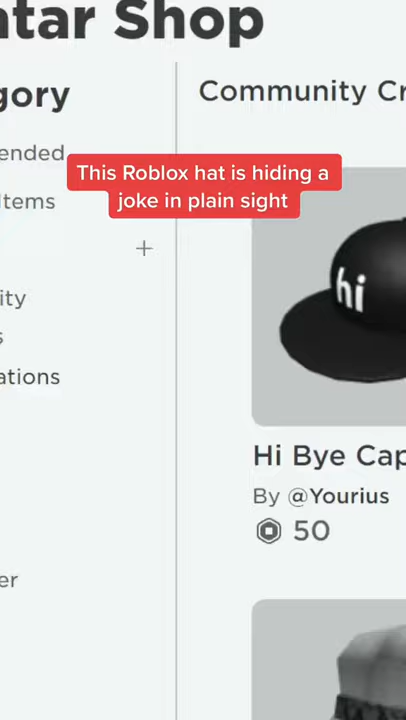 tar Shop
gory
Community Cr
ended
This Roblox hat is hiding a
joke in plain sight
Items
+
hi
ity
s
ations
Hi Bye Cap
By @Yourius
50
er